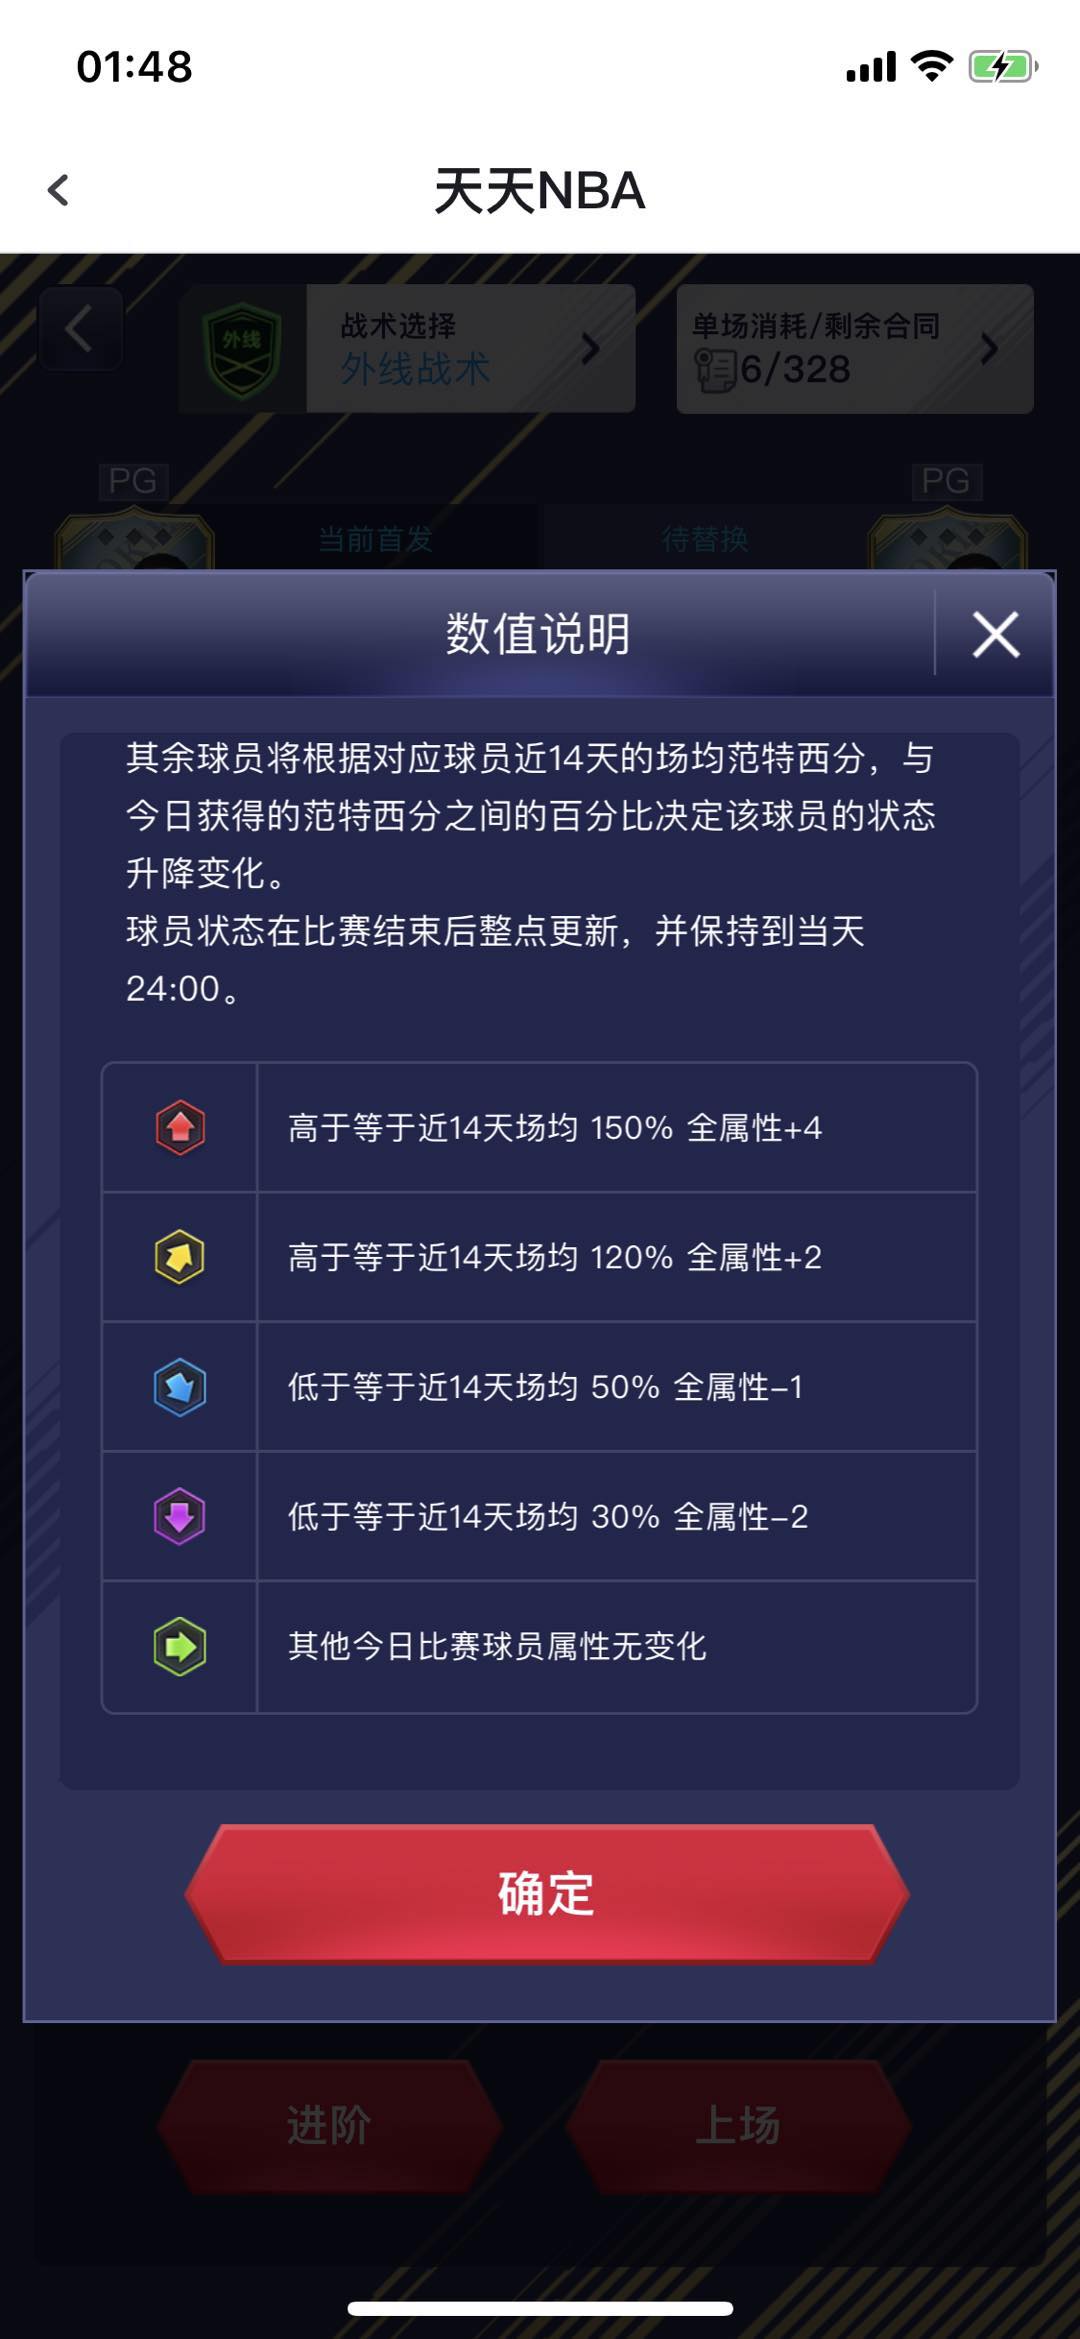 01:48
天天NBA
外线
战术选择
外线战术
单场消耗/剩余合同
6/328
PG
PG
当前首发
待替换
数值说明
其余球员将根据对应球员近14天的场均范特西分，与
今日获得的范特西分之间的百分比决定该球员的状态
升降变化。
球员状态在比赛结束后整点更新，并保持到当天
24:00。
高于等于近14天场均 150% 全属性+4
高于等于近14天场均 120% 全属性+2
低于等于近14天场均 50% 全属性-1
低于等于近14天场均 30% 全属性-2
其他今日比赛球员属性无变化
确定
进阶
上场